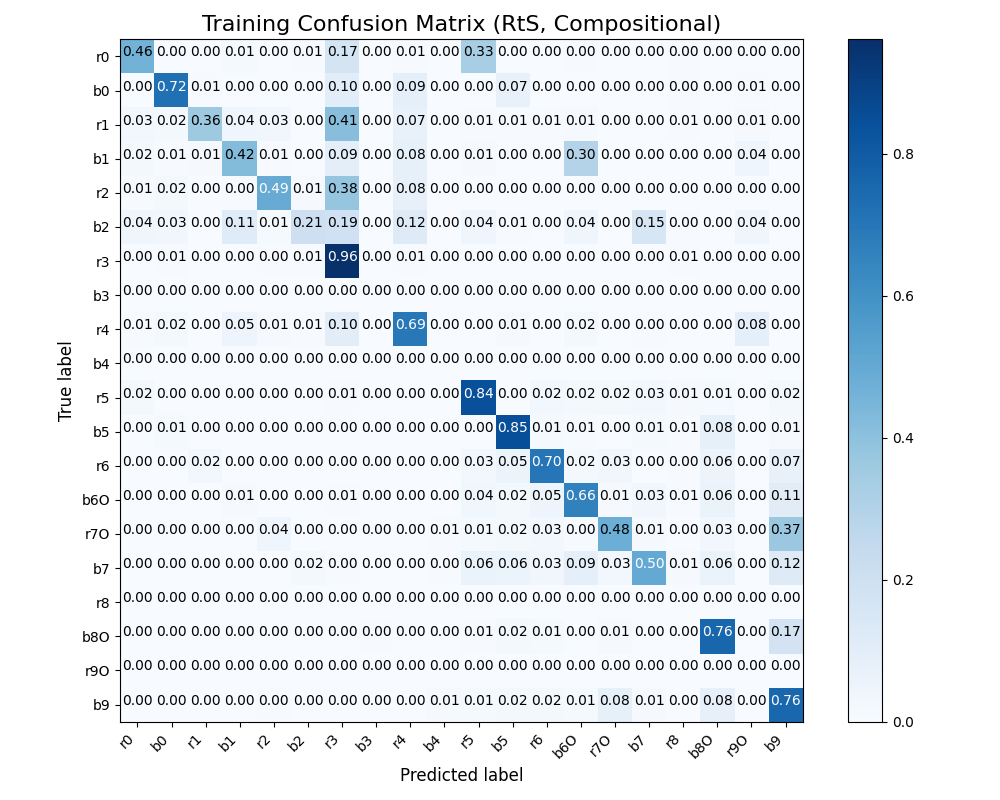 Training Confusion Matrix (RtS, Compositional)
r0 0.46 0.00 0.00 0.01 0.00 0.01 0.17 0.00 0.01 0.00 0.33 0.00 0.00 0.00 0.00 0.00 0.00 0.00 0.00 0.00
b0 0.00 0.72 0.01 0.00 0.00 0.00 0.10 0.00 0.09 0.00 0.00 0.07 0.00 0.00 0.00 0.00 0.00 0.00 0.01 0.00
r1 0.03 0.02 0.36 0.04 0.03 0.00 0.41 0.00 0.07 0.00 0.01 0.01 0.01 0.01 0.00 0.00 0.01 0.00 0.01 0.00
b1 0.02 0.01 0.01 0.42 0.01 0.00 0.09 0.00 0.08 0.00 0.01 0.00 0.00 0.30 0.00 0.00 0.00 0.00 0.04 0.00
r2 0.01 0.02 0.00 0.00 0.49 0.01 0.38 0.00 0.08 0.00 0.00 0.00 0.00 0.00 0.00 0.00 0.00 0.00 0.00 0.00
b2 0.04 0.03 0.00 0.11 0.01 0.21 0.19 0.00 0.12 0.00 0.04 0.01 0.00 0.04 0.00 0.15 0.00 0.00 0.04 0.00
r3 0.00 0.01 0.00 0.00 0.00 0.01 0.96 0.00 0.01 0.00 0.00 0.00 0.00 0.00 0.00 0.00 0.01 0.00 0.00 0.00
b3 0.00 0.00 0.00 0.00 0.00 0.00 0.00 0.00 0.00 0.00 0.00 0.00 0.00 0.00 0.00 0.00 0.00 0.00 0.00 0.00
r4 0.01 0.02 0.00 0.05 0.01 0.01 0.10 0.00 0.69 0.00 0.00 0.01 0.00 0.02 0.00 0.00 0.00 0.00 0.08 0.00
b4 0.00 0.00 0.00 0.00 0.00 0.00 0.00 0.00 0.00 0.00 0.00 0.00 0.00 0.00 0.00 0.00 0.00 0.00 0.00 0.00
r5 0.02 0.00 0.00 0.00 0.00 0.00 0.01 0.00 0.00 0.00 0.84 0.00 0.02 0.02 0.02 0.03 0.01 0.01 0.00 0.02
b5 0.00 0.01 0.00 0.00 0.00 0.00 0.00 0.00 0.00 0.00 0.00 0.85 0.01 0.01 0.00 0.01 0.01 0.08 0.00 0.01
r6 0.00 0.00 0.02 0.00 0.00 0.00 0.00 0.00 0.00 0.00 0.03 0.05 0.70 0.02 0.03 0.00 0.00 0.06 0.00 0.07
b6O 0.00 0.00 0.00 0.01 0.00 0.00 0.01 0.00 0.00 0.00 0.04 0.02 0.05 0.66 0.01 0.03 0.01 0.06 0.00 0.11
r7O 0.00 0.00 0.00 0.00 0.04 0.00 0.00 0.00 0.00 0.01 0.01 0.02 0.03 0.00 0.48 0.01 0.00 0.03 0.00 0.37
b7 0.00 0.00 0.00 0.00 0.00 0.02 0.00 0.00 0.00 0.00 0.06 0.06 0.03 0.09 0.03 0.50 0.01 0.06 0.00 0.12
r8 0.00 0.00 0.00 0.00 0.00 0.00 0.00 0.00 0.00 0.00 0.00 0.00 0.00 0.00 0.00 0.00 0.00 0.00 0.00 0.00
b8O 0.00 0.00 0.00 0.00 0.00 0.00 0.00 0.00 0.00 0.00 0.01 0.02 0.01 0.00 0.01 0.00 0.00 0.76 0.00 0.17
r9O 0.00 0.00 0.00 0.00 0.00 0.00 0.00 0.00 0.00 0.00 0.00 0.00 0.00 0.00 0.00 0.00 0.00 0.00 0.00 0.00
b9 0.00 0.00 0.00 0.00 0.00 0.00 0.00 0.00 0.00 0.01 0.01 0.02 0.02 0.01 0.08 0.01 0.00 0.08 0.00 0.76
r0 b0 r1 b1 r2 b2 r3 b3 r4 b4 r5 b5 r6 b6O r7O b7 r8 b8O r9O b9
Predicted label
True label
0.8
0.6
0.4
0.2
0.0